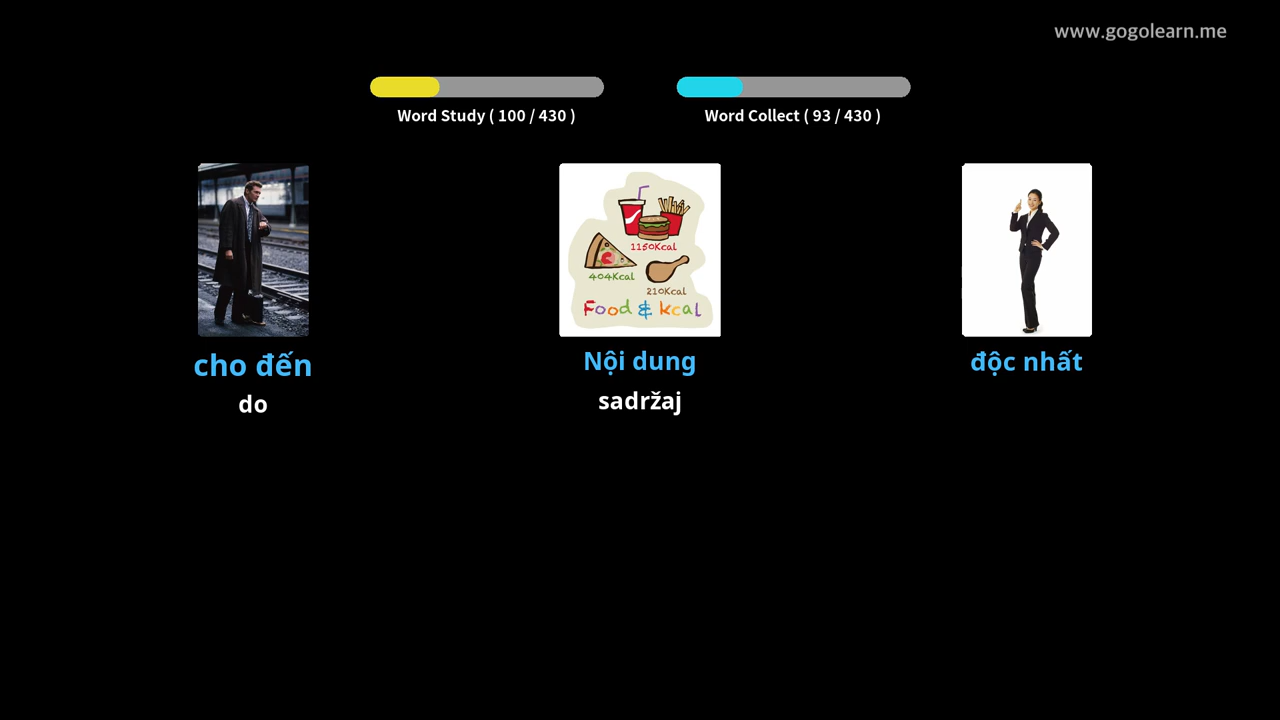 www.gogolearn.me
Word Study ( 100 / 430 )
Word Collect ( 93 / 430 )
1150Kcal
404Kcal
210Kcal
Food & kcal
cho đến
Nội dung
độc nhất
do
sadržaj